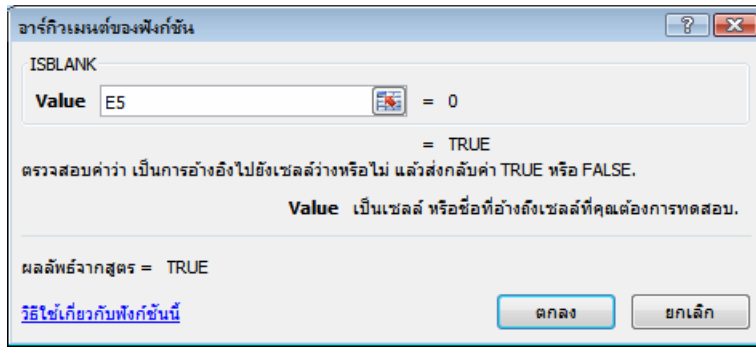 อาร์กิวเมนต์ของฟังก์ชัน
ISBLANK
Value E5 = 0
= TRUE
ตรวจสอบค่าว่า เป็นการอ้างอิงไปยังเซลล์ว่างหรือไม่ แล้วส่งกลับค่า TRUE หรือ FALSE.
Value เป็นเซลล์ หรือชื่อที่อ้างถึงเซลล์ที่คุณต้องการทดสอบ.
ผลลัพธ์จากสูตร = TRUE
วิธีใช้เกี่ยวกับฟังก์ชันนี้ ตกลง ยกเลิก